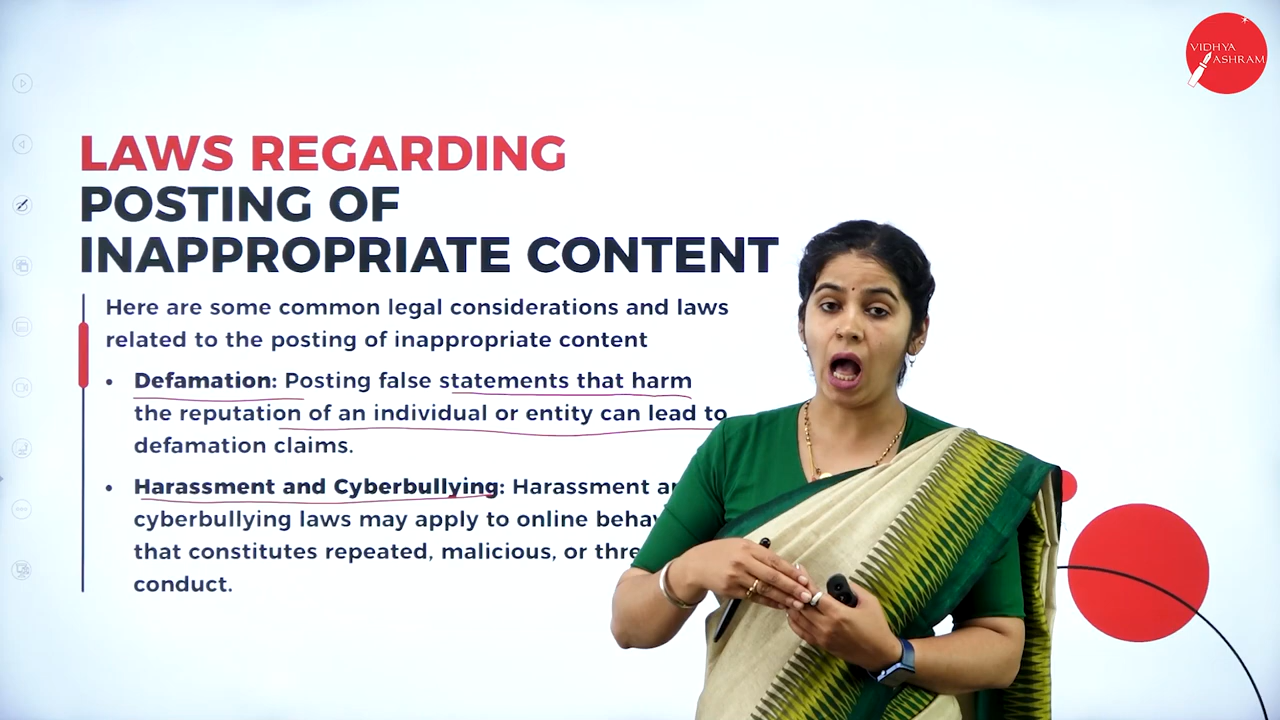 VIDHYA
ASHRAM
LAWS REGARDING
POSTING OF
INAPPROPRIATE CONTENT
Here are some common legal considerations and laws
related to the posting of inappropriate content
• Defamation: Posting false statements that harm
the reputation of an individual or entity can lead to
defamation claims.
• Harassment and Cyberbullying: Harassment
cyberbullying laws may apply to online
that constitutes repeated, malicious, or
conduct.